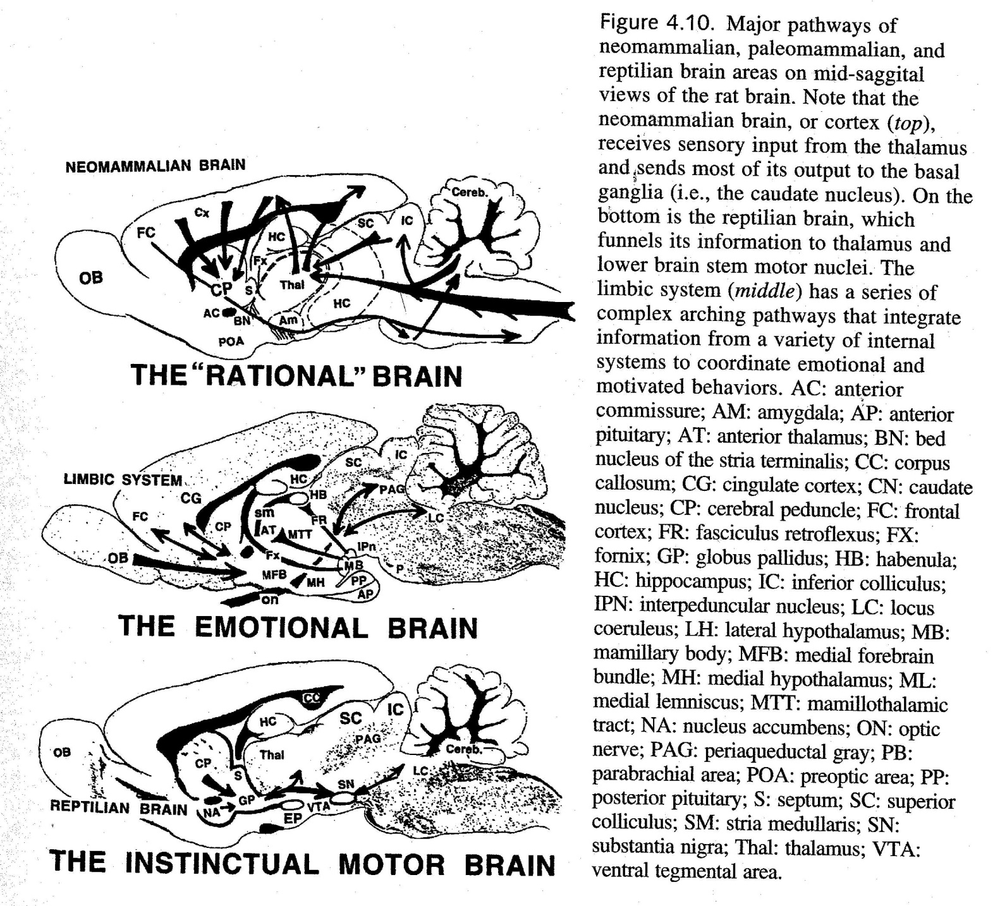 Figure 4.10. Major pathways of
neomammalian, paleomammalian, and
reptilian brain areas on mid-saggital
views of the rat brain. Note that the
neomammalian brain, or cortex (top),
receives sensory input from the thalamus
and sends most of its output to the basal
ganglia (i.e., the caudate nucleus). On the
bottom is the reptilian brain, which
funnels its information to thalamus and
lower brain stem motor nuclei. The
limbic system (middle) has a series of
complex arching pathways that integrate
information from a variety of internal
systems to coordinate emotional and
motivated behaviors. AC: anterior
commissure; AM: amygdala; AP: anterior
pituitary; AT: anterior thalamus; BN: bed
nucleus of the stria terminalis; CC: corpus
callosum; CG: cingulate cortex; CN: caudate
nucleus; CP: cerebral peduncle; FC: frontal
cortex; FR: fasciculus retroflexus; FX:
fornix; GP: globus pallidus; HB: habenula;
HC: hippocampus; IC: inferior colliculus;
IPN: interpeduncular nucleus; LC: locus
coeruleus; LH: lateral hypothalamus; MB:
mamillary body; MFB: medial forebrain
bundle; MH: medial hypothalamus; ML:
medial lemniscus; MTT: mamillothalamic
tract; NA: nucleus accumbens; ON: optic
nerve; PAG: periaqueductal gray; PB:
parabrachial area; POA: preoptic area; PP:
posterior pituitary; S: septum; SC: superior
colliculus; SM: stria medullaris; SN:
substantia nigra; Thal: thalamus; VTA:
ventral tegmental area.
NEOMAMMALIAN BRAIN
Cereb.
Cx
SC
IC
FC
HC
Fx
OB
CP
S
Thal
HC
AC
BN
Am
POA
THE "RATIONAL" BRAIN
LIMBIC SYSTEM
SC
IC
HC
PAG
CG
HB
FC
sm
FR
LC
CP
AT
MTT
IPn
OB
Fx
MB
P
MFB
MH
PP
on
AP
THE EMOTIONAL BRAIN
CC
HC
SC
IC
PAG
OB
Thal
Cereb.
CP
S
LC
SN
GP
REPTILIAN BRAIN
NA
VTA
EP
THE INSTINCTUAL MOTOR BRAIN